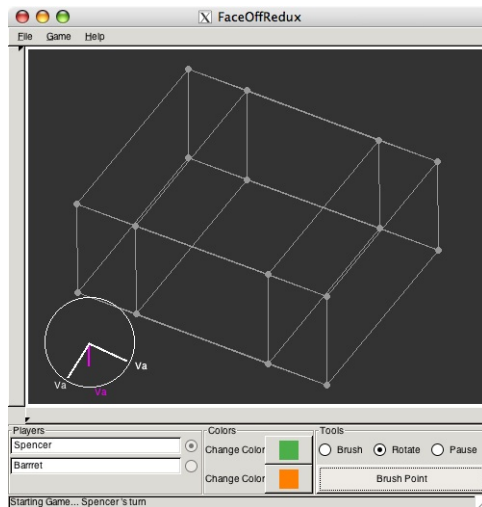 FaceOffRedux
File Game Help
Va
Va
Va
Players
Colors
Tools
Spencer
Change Color
Brush Rotate Pause
Barret
Change Color
Brush Point
Starting Game... Spencer 's turn